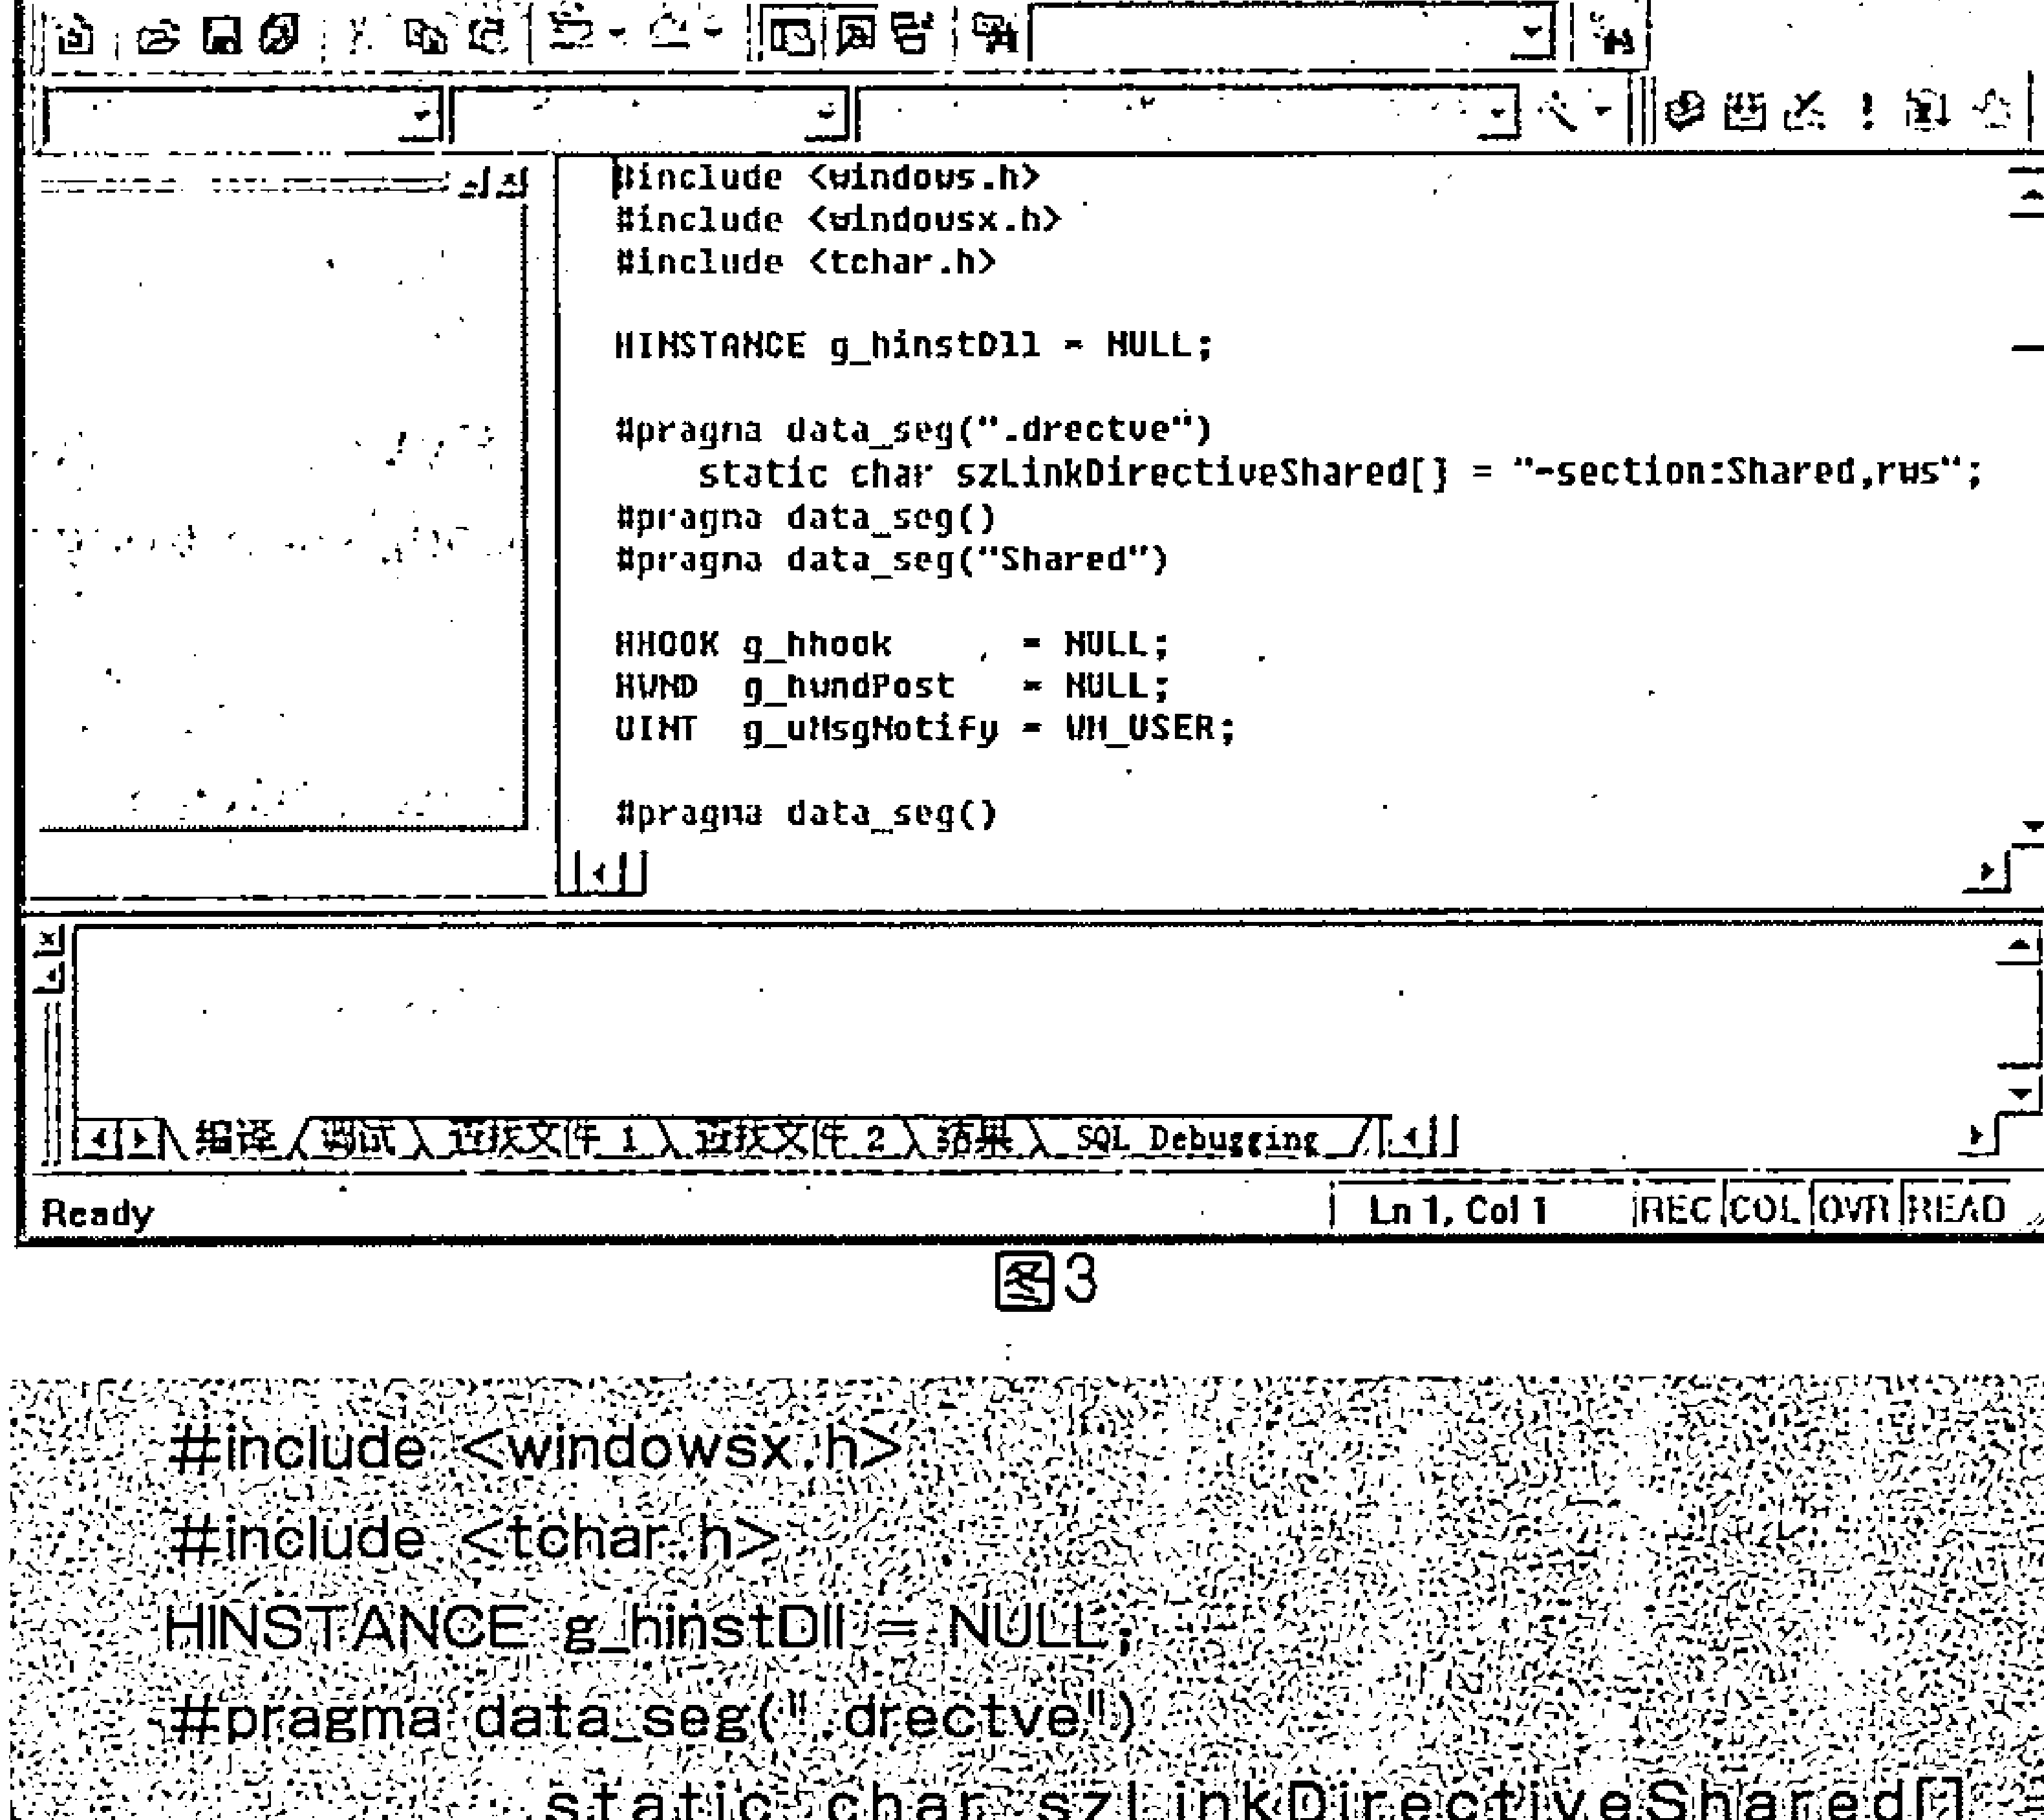 #include <windows.h>
#include <windowsx.h>
#include <tchar.h>
HINSTANCE g_hinstDll = NULL;
#pragma data_seg(".drectve")
static char szLinkDirectiveShared[] = "-section:Shared,rws";
#pragma data_seg()
#pragma data_seg("Shared")
HHOOK g_hhook = NULL;
HWND g_hwndPost = NULL;
UINT g_uMsgNotify = WM_USER;
#pragma data_seg()
编译 调试 查找文件 1 查找文件 2 结果 SQL Debugging
Ready Ln 1, Col 1 REC COL OVR READ
图3
#include <windowsx.h>
#include <tchar.h>
HINSTANCE g_hinstDll = NULL;
#pragma data_seg(".drectve")
static char szLinkDirectiveShared[] =